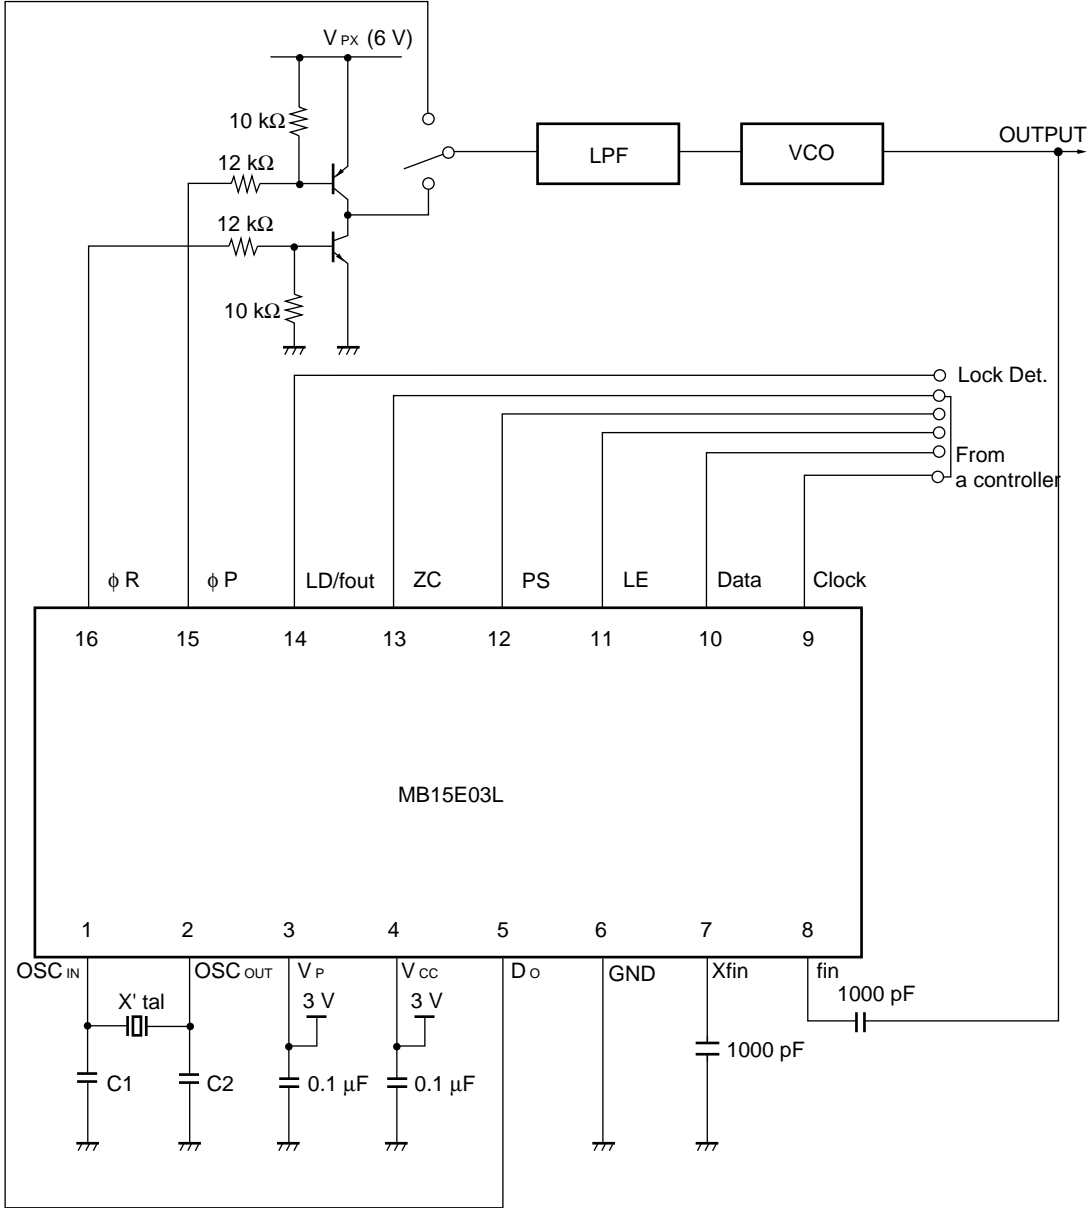 V PX (6 V)
10 kΩ
12 kΩ
12 kΩ
10 kΩ
LPF
VCO
OUTPUT
Lock Det.
From
a controller
ϕ R
ϕ P
LD/fout
ZC
PS
LE
Data
Clock
16
15
14
13
12
11
10
9
MB15E03L
1
2
3
4
5
6
7
8
OSC IN
OSC OUT
V P
V CC
D O
GND
Xfin
fin
X' tal
3 V
3 V
1000 pF
1000 pF
C1
C2
0.1 µF
0.1 µF